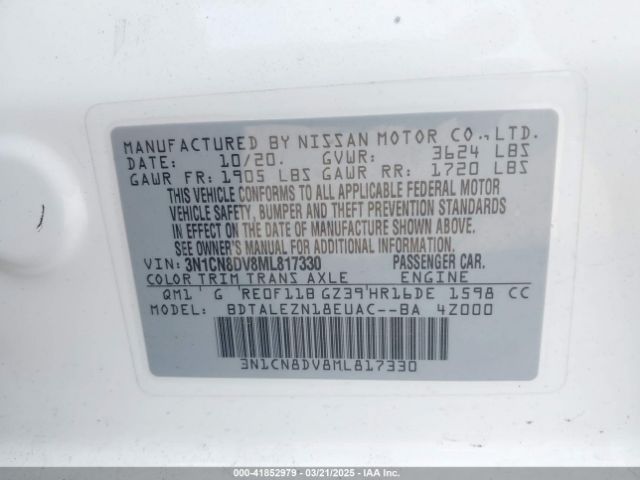 MANUFACTURED BY NISSAN MOTOR CO., LTD.
DATE: 10/20. GVWR: 3624 LBS
GAWR FR: 1905 LBS GAWR RR: 1720 LBS
THIS VEHICLE CONFORMS TO ALL APPLICABLE FEDERAL MOTOR
VEHICLE SAFETY, BUMPER AND THEFT PREVENTION STANDARDS
IN EFFECT ON THE DATE OF MANUFACTURE SHOWN ABOVE.
SEE OWNER'S MANUAL FOR ADDITIONAL INFORMATION.
VIN: 3N1CN8DV8ML817330 PASSENGER CAR.
COLOR TRIM TRANS AXLE ENGINE
QM1 G RE0F11B GZ39 HR16DE 1598 CC
MODEL: BDTALEZN18EUAC--BA 4Z000
3N1CN8DV8ML817330
000-41852979 • 03/21/2025 • IAA Inc.